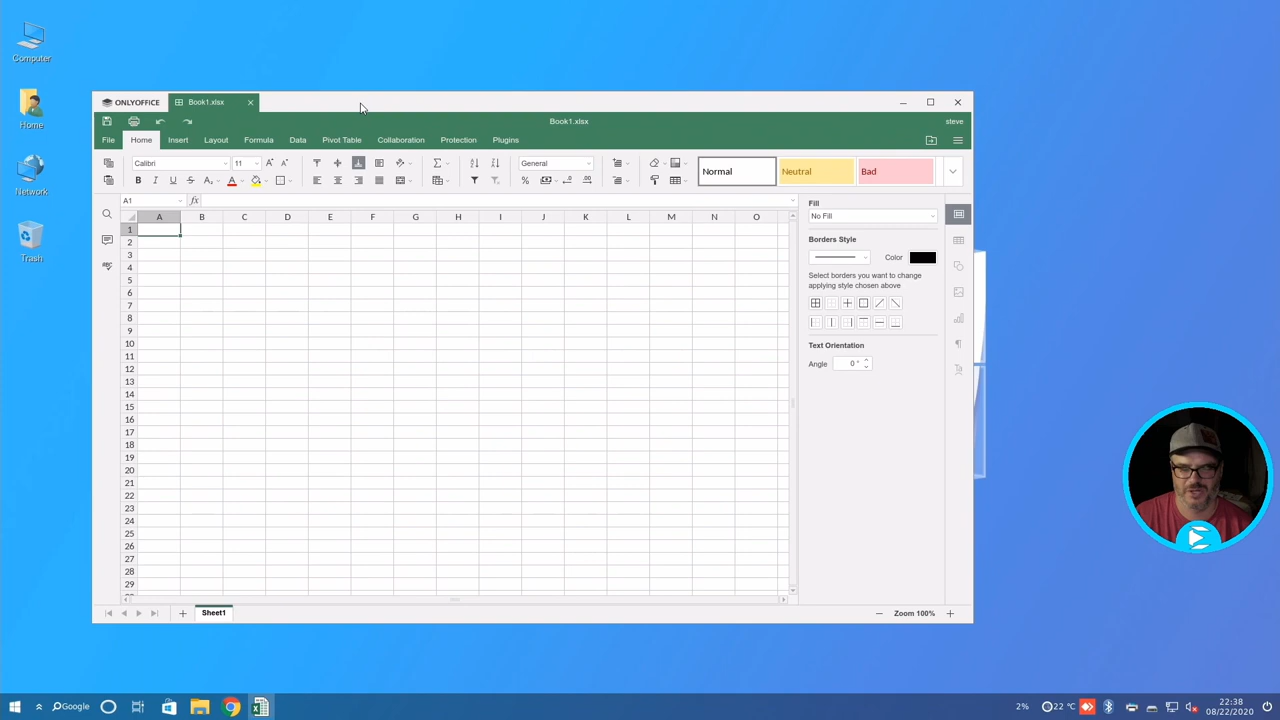 Computer
Home
Network
Trash
ONLYOFFICE
Book1.xlsx
Book1.xlsx
steve
File
Home
Insert
Layout
Formula
Data
Pivot Table
Collaboration
Protection
Plugins
Calibri
11
General
Normal
Neutral
Bad
A1
fx
A B C D E F G H I J K L M N O
1
2
3
4
5
6
7
8
9
10
11
12
13
14
15
16
17
18
19
20
21
22
23
24
25
26
27
28
29
Fill
No Fill
Borders Style
Color
Select borders you want to change
applying style chosen above
Text Orientation
Angle 0 °
Sheet1
Zoom 100%
Google
2%
22 °C
22:38
08/22/2020